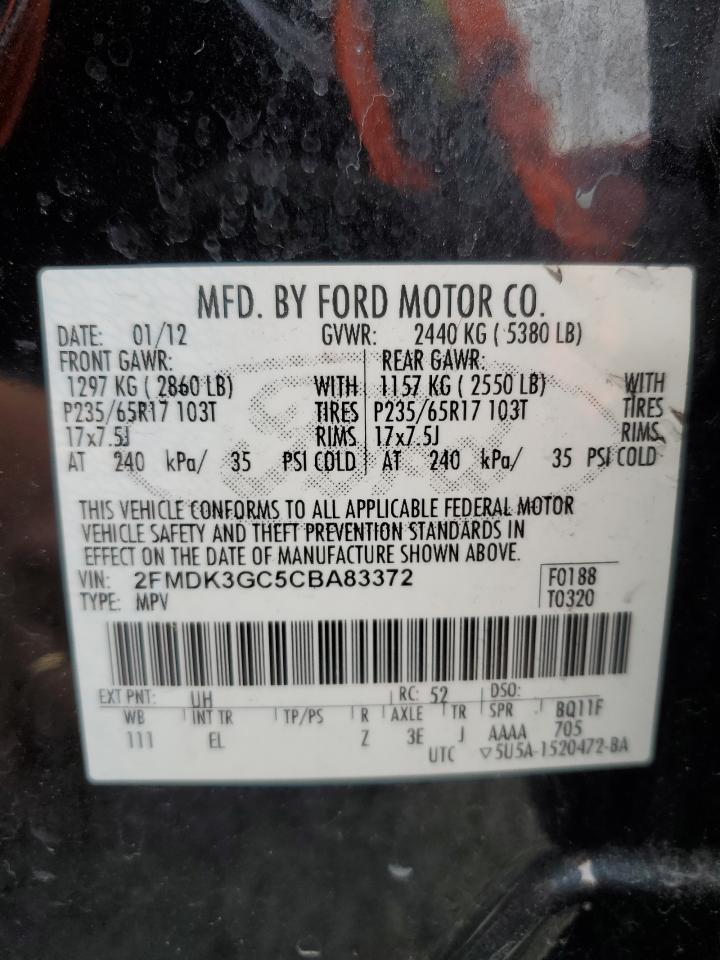 MFD. BY FORD MOTOR CO.
DATE: 01/12 GVWR: 2440 KG ( 5380 LB)
FRONT GAWR: REAR GAWR:
1297 KG ( 2860 LB) WITH 1157 KG ( 2550 LB) WITH
P235/65R17 103T TIRES P235/65R17 103T TIRES
17x7.5J RIMS 17x7.5J RIMS
AT 240 kPa/ 35 PSI COLD AT 240 kPa/ 35 PSI COLD
THIS VEHICLE CONFORMS TO ALL APPLICABLE FEDERAL MOTOR
VEHICLE SAFETY AND THEFT PREVENTION STANDARDS IN
EFFECT ON THE DATE OF MANUFACTURE SHOWN ABOVE.
VIN: 2FMDK3GC5CBA83372 F0188
TYPE: MPV T0320
EXT PNT: UH RC: 52 DSO:
WB INT TR TP/PS R AXLE TR SPR BQ11F
111 EL Z 3E J AAAA 705
UTC ▽5U5A-1520472-BA